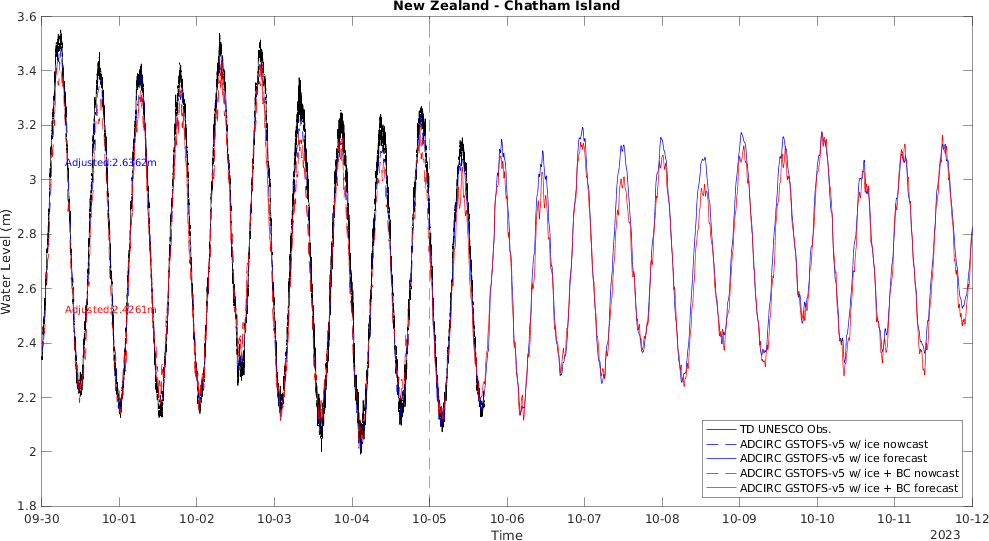 New Zealand - Chatham Island
3.6
3.4
3.2
3
2.8
2.6
2.4
2.2
2
1.8
Water Level (m)
Adjusted:2.6362m
Adjusted:2.4261m
TD UNESCO Obs.
ADCIRC GSTOFS-v5 w/ ice nowcast
ADCIRC GSTOFS-v5 w/ ice forecast
ADCIRC GSTOFS-v5 w/ ice + BC nowcast
ADCIRC GSTOFS-v5 w/ ice + BC forecast
09-30 10-01 10-02 10-03 10-04 10-05 10-06 10-07 10-08 10-09 10-10 10-11 10-12
Time
2023